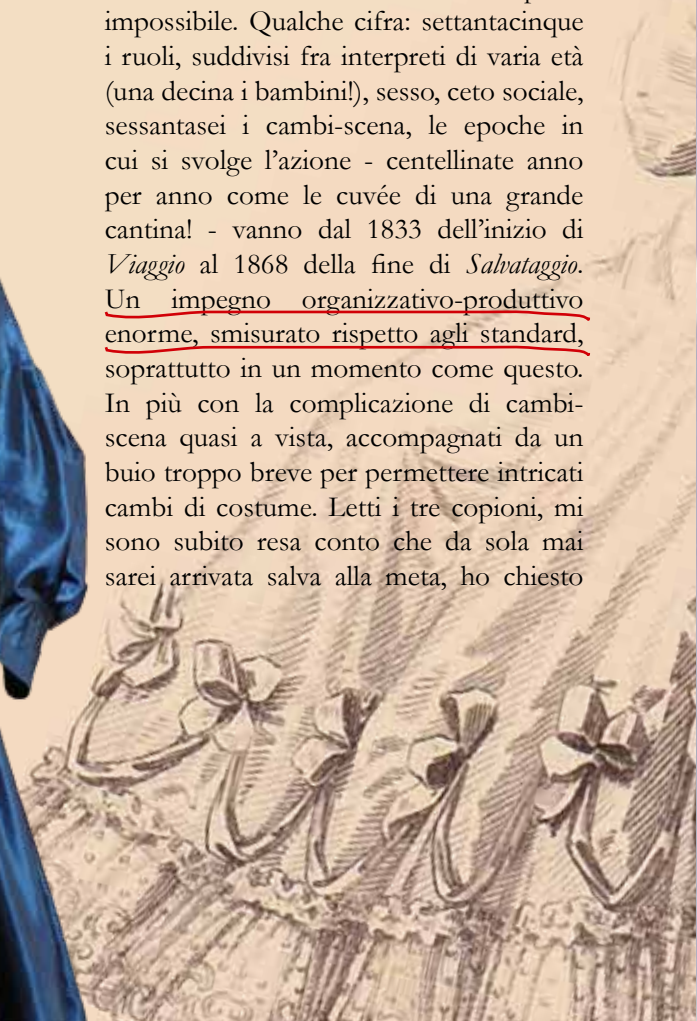 impossibile. Qualche cifra: settantacinque
i ruoli, suddivisi fra interpreti di varia età
(una decina i bambini!), sesso, ceto sociale,
sessantasei i cambi-scena, le epoche in
cui si svolge l'azione - centellinate anno
per anno come le cuvée di una grande
cantina! - vanno dal 1833 dell'inizio di
Viaggio al 1868 della fine di Salvataggio.
Un impegno organizzativo-produttivo
enorme, smisurato rispetto agli standard,
soprattutto in un momento come questo.
In più con la complicazione di cambi-
scena quasi a vista, accompagnati da un
buio troppo breve per permettere intricati
cambi di costume. Letti i tre copioni, mi
sono subito resa conto che da sola mai
sarei arrivata salva alla meta, ho chiesto